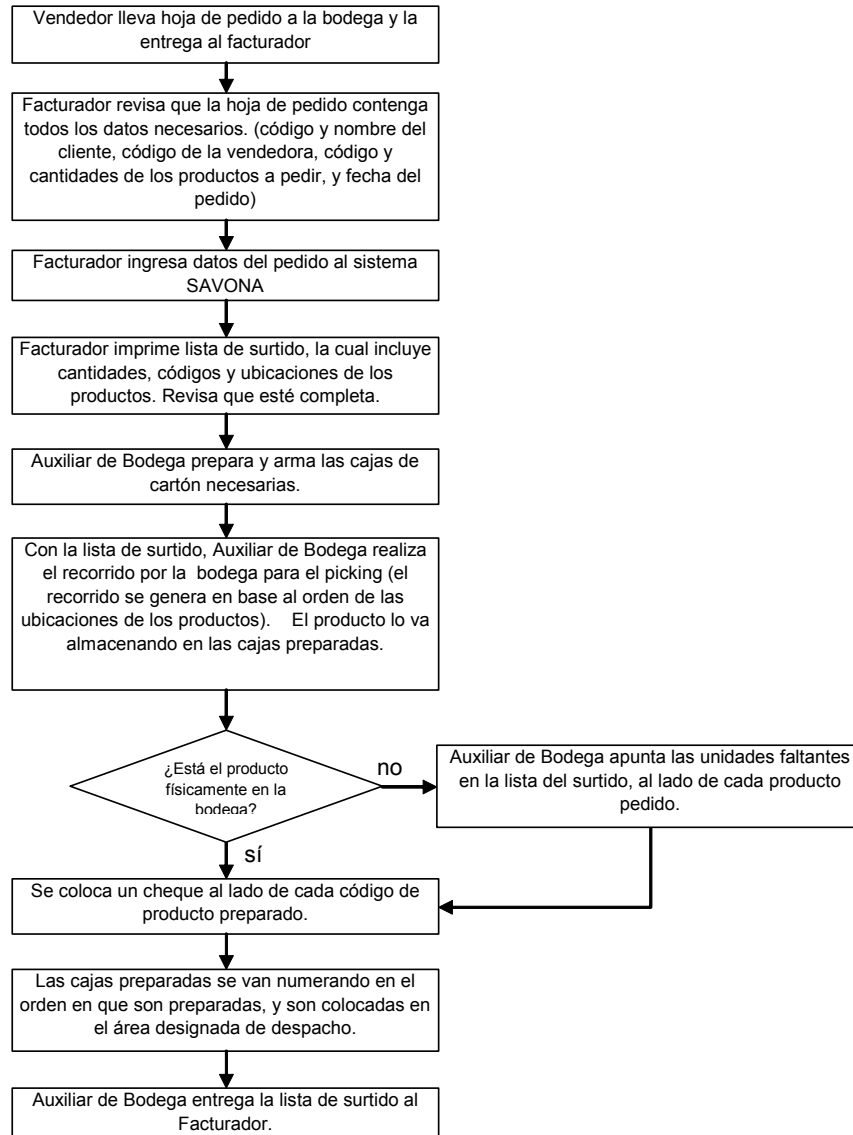 Vendedor lleva hoja de pedido a la bodega y la
entrega al facturador
Facturador revisa que la hoja de pedido contenga
todos los datos necesarios. (código y nombre del
cliente, código de la vendedora, código y
cantidades de los productos a pedir, y fecha del
pedido)
Facturador ingresa datos del pedido al sistema
SAVONA
Facturador imprime lista de surtido, la cual incluye
cantidades, códigos y ubicaciones de los
productos. Revisa que esté completa.
Auxiliar de Bodega prepara y arma las cajas de
cartón necesarias.
Con la lista de surtido, Auxiliar de Bodega realiza
el recorrido por la bodega para el picking (el
recorrido se genera en base al orden de las
ubicaciones de los productos). El producto lo va
almacenando en las cajas preparadas.
¿Está el producto
físicamente en la
bodega?
no
Auxiliar de Bodega apunta las unidades faltantes
en la lista del surtido, al lado de cada producto
pedido.
sí
Se coloca un cheque al lado de cada código de
producto preparado.
Las cajas preparadas se van numerando en el
orden en que son preparadas, y son colocadas en
el área designada de despacho.
Auxiliar de Bodega entrega la lista de surtido al
Facturador.